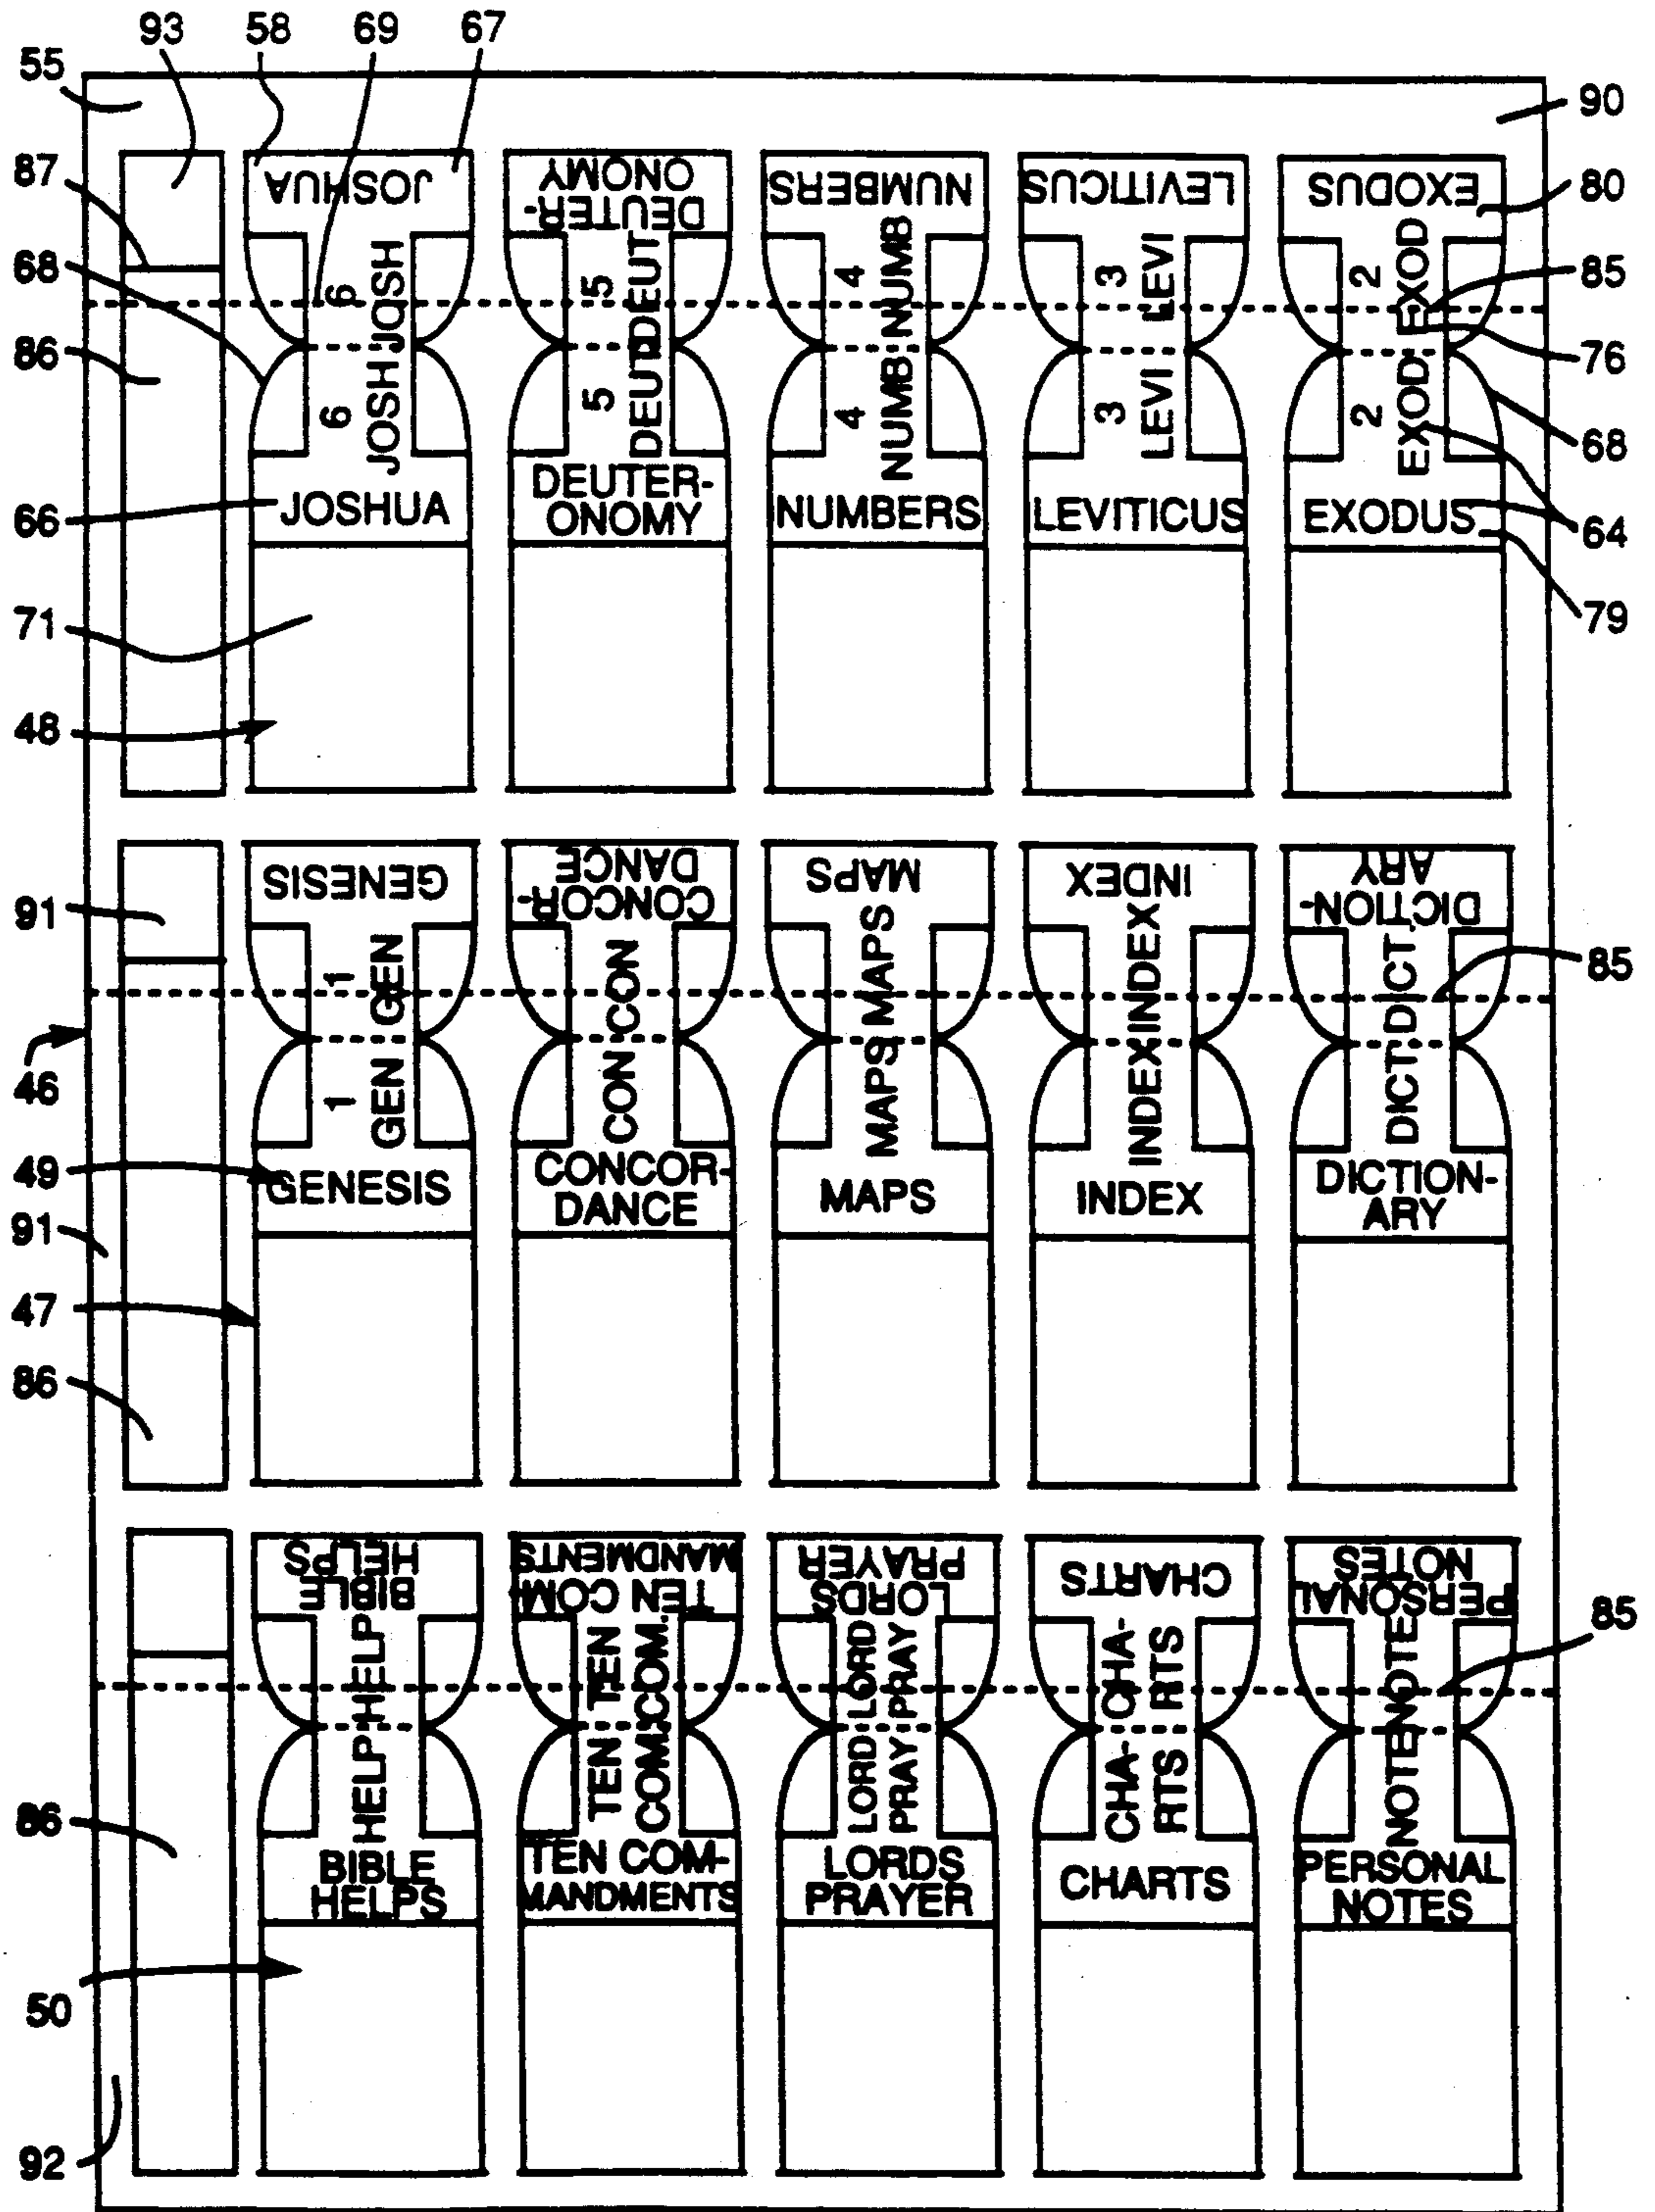 93 58 69 67
55
90
87
JOSHUA DEUTER-
ONOMY NUMBERS LEVITICUS EXODUS
80
68
6 JOSH 5 DEUT 4 NUMB 3 LEVI 2 EXOD
85
86
76
6 JOSH 5 DEUT 4 NUMB 3 LEVI 2 EXOD
68
66
JOSHUA DEUTER-
ONOMY NUMBERS LEVITICUS EXODUS
64
71
79
48
GENESIS CONCOR-
DANCE MAPS INDEX DICTION-
ARY
91
1 GEN CON MAPS INDEX DICT.
85
46
1 GEN CON MAPS INDEX DICT.
49
GENESIS CONCOR-
DANCE MAPS INDEX DICTION-
ARY
91
47
86
BIBLE
HELPS TEN COM-
MANDMENTS LORDS
PRAYER CHARTS PERSONAL
NOTES
85
HELP TEN COM. LORD PRAY CHA-
RTS NOTE
HELP TEN COM. LORD PRAY CHA-
RTS NOTE
86
BIBLE
HELPS TEN COM-
MANDMENTS LORDS
PRAYER CHARTS PERSONAL
NOTES
50
92